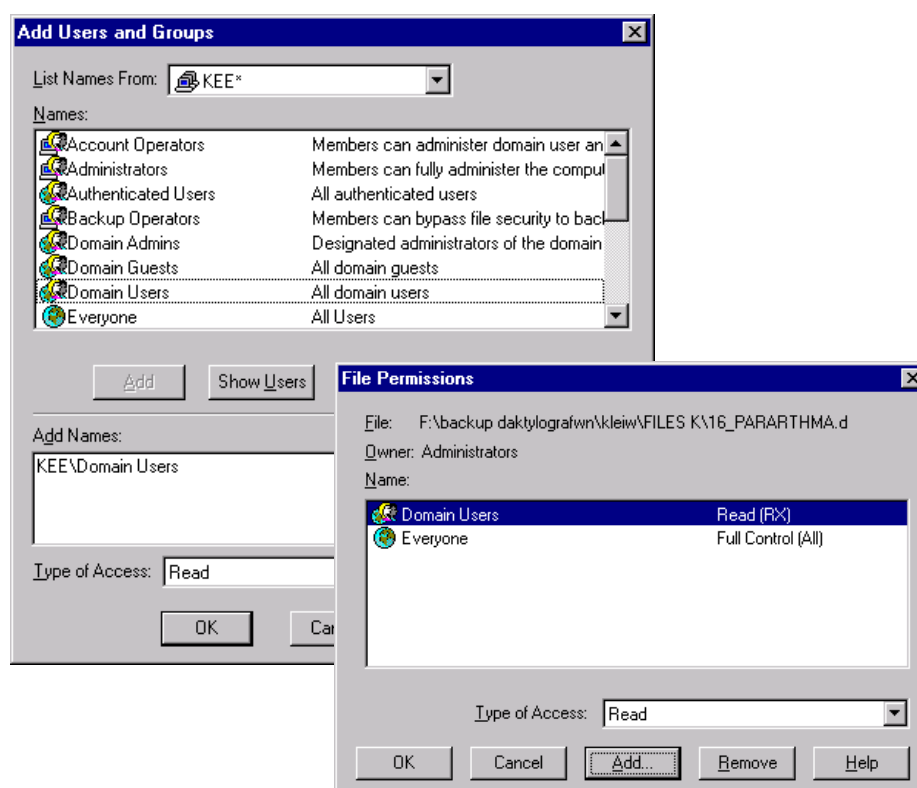 Add Users and Groups
List Names From: KEE*
Names:
Account Operators Members can administer domain user an
Administrators Members can fully administer the comput
Authenticated Users All authenticated users
Backup Operators Members can bypass file security to back
Domain Admins Designated administrators of the domain
Domain Guests All domain guests
Domain Users All domain users
Everyone All Users
Add Show Users
Add Names:
KEE\Domain Users
Type of Access: Read
OK Can
File Permissions
File: F:\backup daktylografwn\kleiw\FILES K\16_PARARTHMA.d
Owner: Administrators
Name:
Domain Users Read (RX)
Everyone Full Control (All)
Type of Access: Read
OK Cancel Add... Remove Help